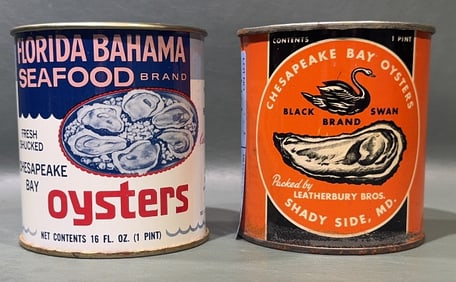 FLORIDA BAHAMA
SEAFOOD BRAND
FRESH
SHUCKED
CHESAPEAKE
BAY
oysters
NET CONTENTS 16 FL. OZ. (1 PINT)
CONTENTS 1 PINT
CHESAPEAKE BAY OYSTERS
BLACK SWAN
BRAND
Packed by
LEATHERBURY BROS.
SHADY SIDE, MD.